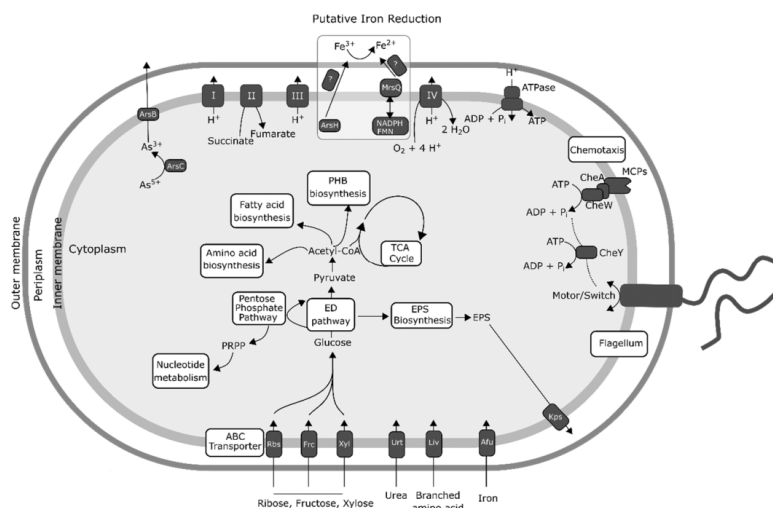 Putative Iron Reduction
Fe3+
Fe2+
?
?
MrsQ
ArsH
NADPH
FMN
ArsB
As3+
ArsC
As5+
I
H+
II
Succinate
Fumarate
III
H+
IV
H+
O2 + 4 H+
2 H2O
H+
ATPase
ADP + Pi
ATP
Chemotaxis
MCPs
CheA
CheW
ATP
ADP + Pi
CheY
ATP
ADP + Pi
Motor/Switch
Flagellum
Outer membrane
Periplasm
Inner membrane
Cytoplasm
PHB
biosynthesis
Fatty acid
biosynthesis
Amino acid
biosynthesis
Acetyl-CoA
TCA
Cycle
Pyruvate
Pentose
Phosphate
Pathway
ED
pathway
EPS
Biosynthesis
EPS
Glucose
PRPP
Nucleotide
metabolism
Kps
ABC
Transporter
Rbs
Frc
Xyl
Urt
Liv
Afu
Ribose, Fructose, Xylose
Urea
Branched
amino acid
Iron